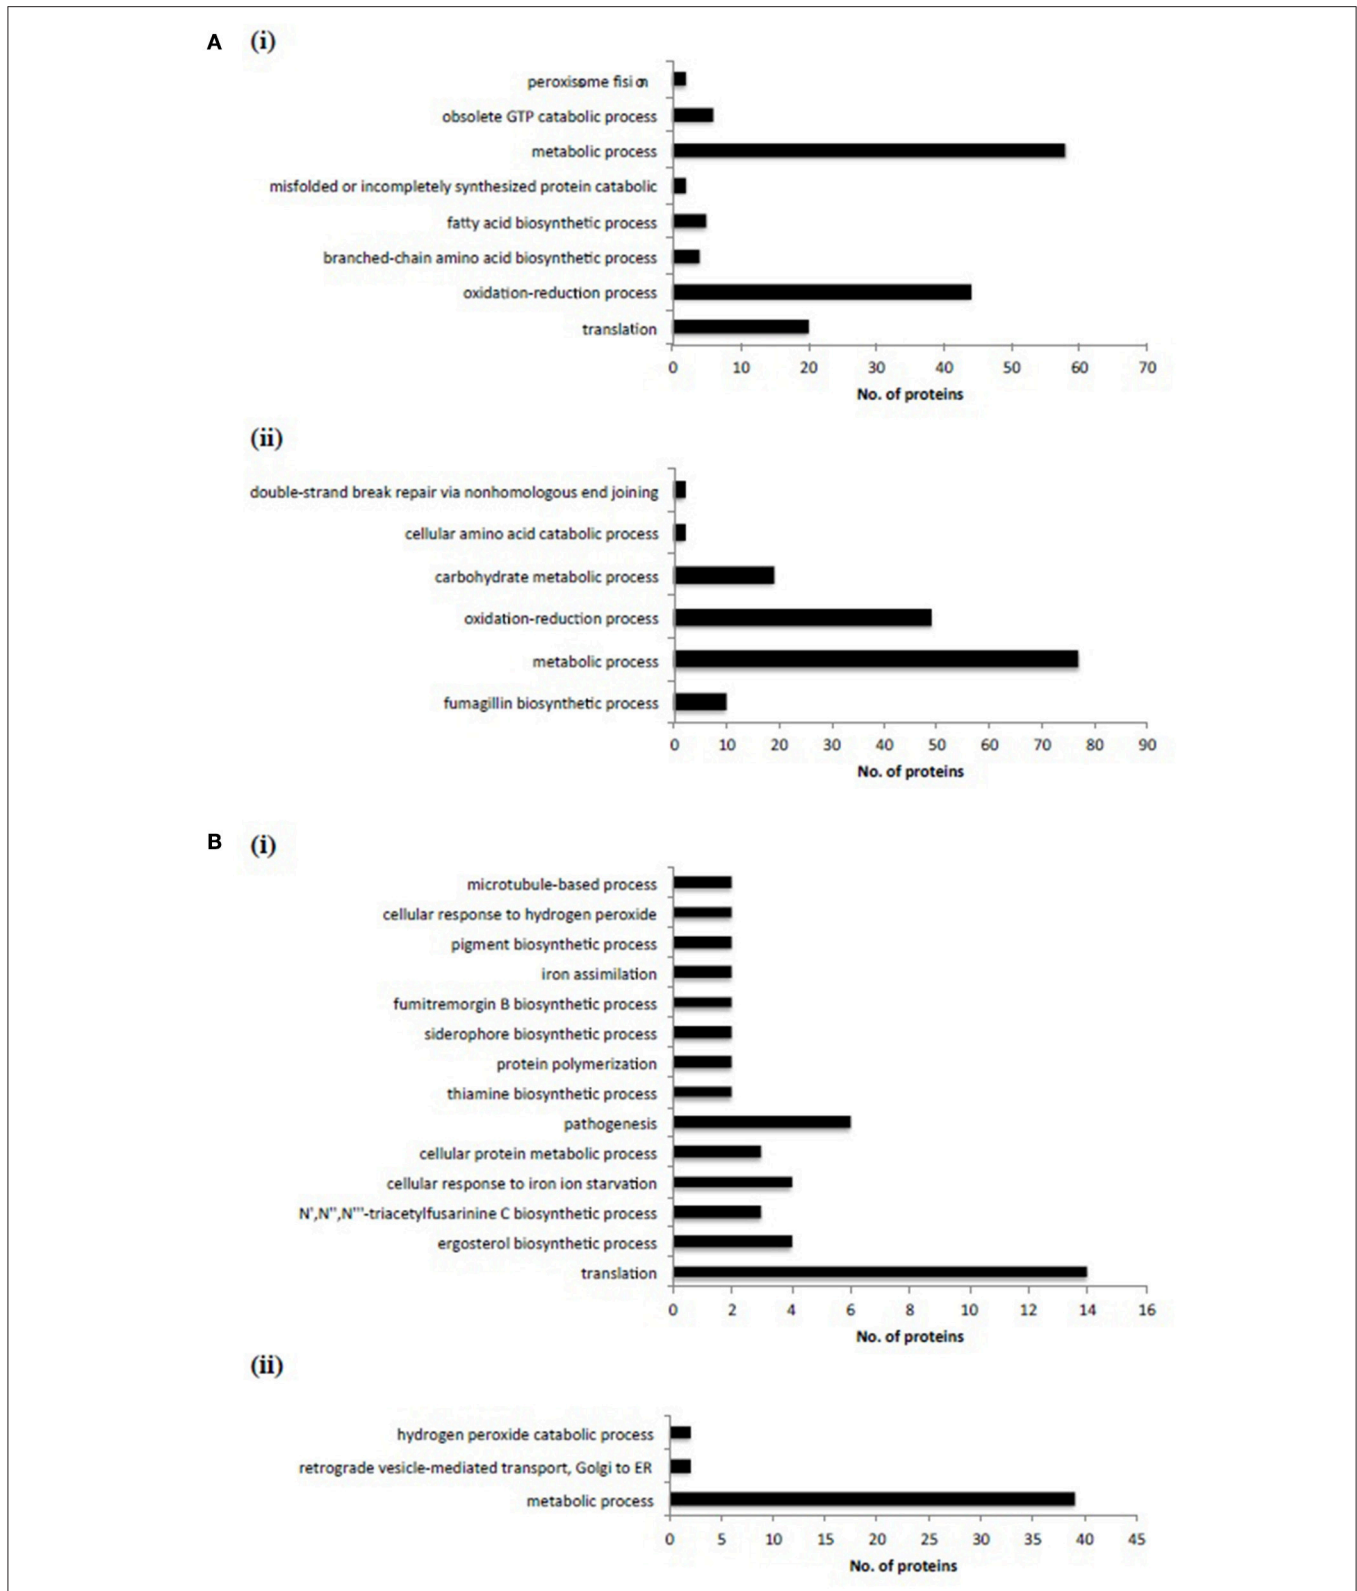 A (i)
peroxisome fision
obsolete GTP catabolic process
metabolic process
misfolded or incompletely synthesized protein catabolic
fatty acid biosynthetic process
branched-chain amino acid biosynthetic process
oxidation-reduction process
translation
0 10 20 30 40 50 60 70
No. of proteins
(ii)
double-strand break repair via nonhomologous end joining
cellular amino acid catabolic process
carbohydrate metabolic process
oxidation-reduction process
metabolic process
fumagillin biosynthetic process
0 10 20 30 40 50 60 70 80 90
No. of proteins
B (i)
microtubule-based process
cellular response to hydrogen peroxide
pigment biosynthetic process
iron assimilation
fumitremorgin B biosynthetic process
siderophore biosynthetic process
protein polymerization
thiamine biosynthetic process
pathogenesis
cellular protein metabolic process
cellular response to iron ion starvation
N',N'',N'''-triacetylfusarinine C biosynthetic process
ergosterol biosynthetic process
translation
0 2 4 6 8 10 12 14 16
No. of proteins
(ii)
hydrogen peroxide catabolic process
retrograde vesicle-mediated transport, Golgi to ER
metabolic process
0 5 10 15 20 25 30 35 40 45
No. of proteins